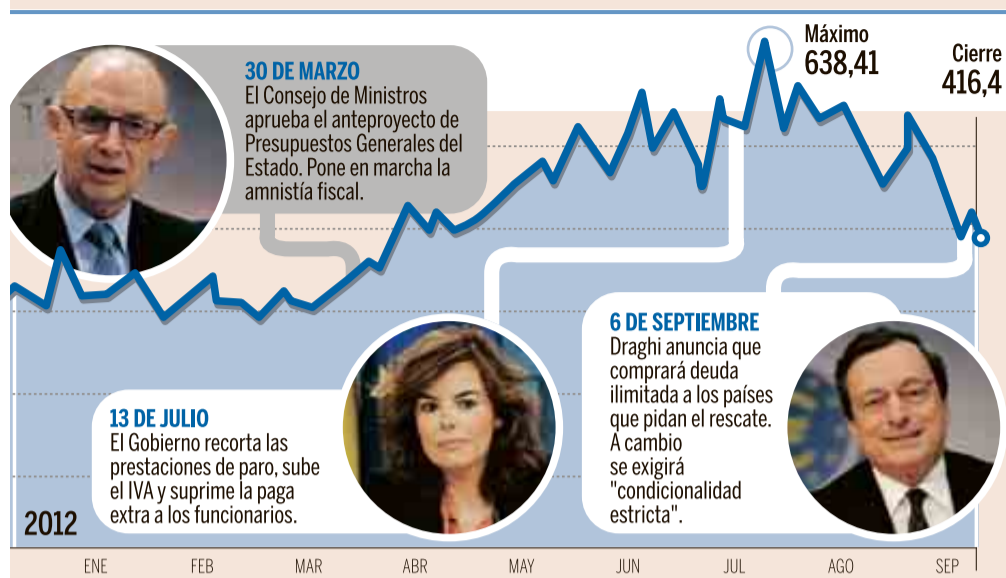 Máximo
638,41
Cierre
416,4
30 DE MARZO
El Consejo de Ministros
aprueba el anteproyecto de
Presupuestos Generales del
Estado. Pone en marcha la
amnistía fiscal.
6 DE SEPTIEMBRE
Draghi anuncia que
comprará deuda
ilimitada a los países
que pidan el rescate.
A cambio
se exigirá
"condicionalidad
estricta".
13 DE JULIO
El Gobierno recorta las
prestaciones de paro, sube
el IVA y suprime la paga
extra a los funcionarios.
2012
ENE FEB MAR ABR MAY JUN JUL AGO SEP